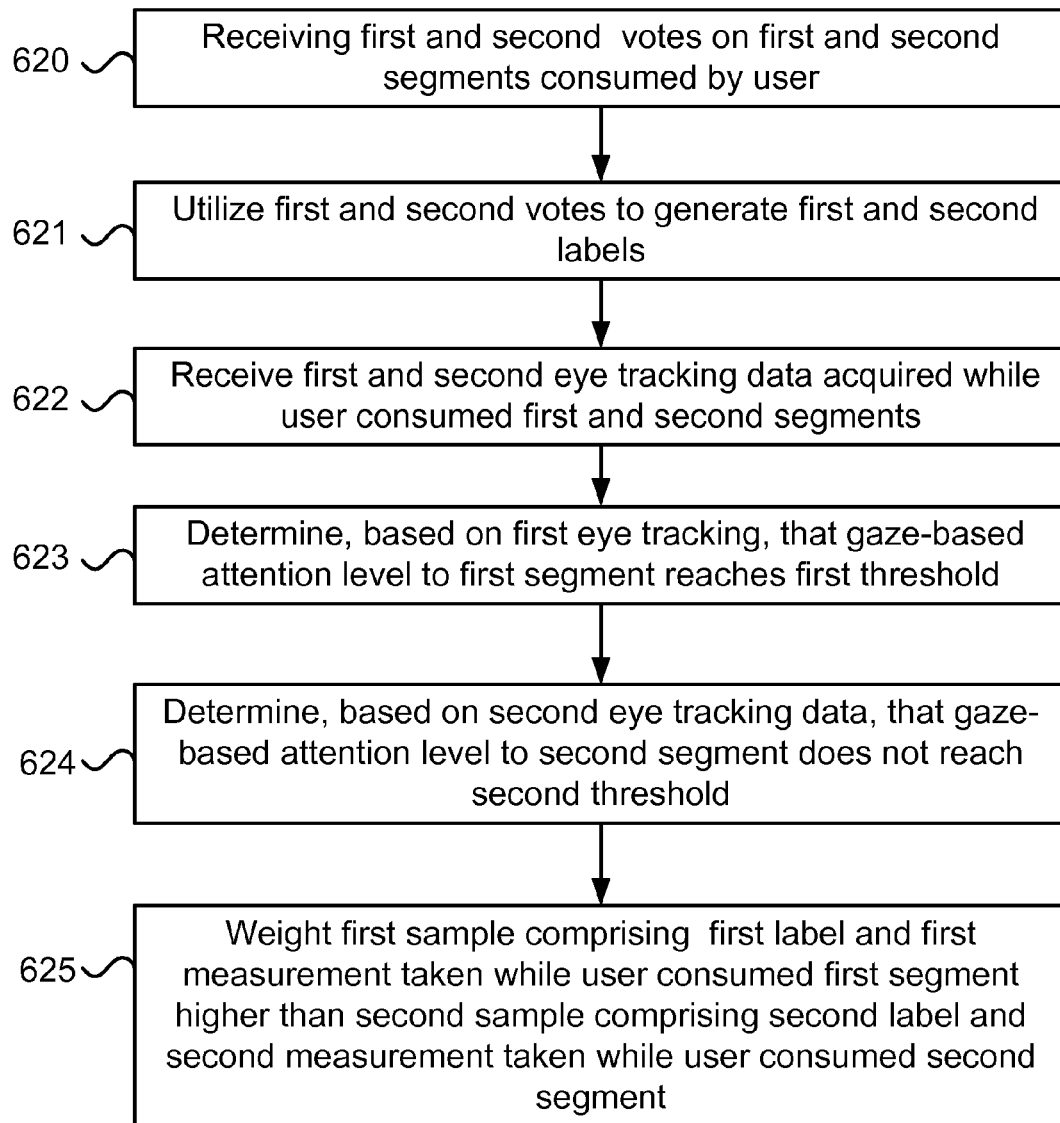 620
Receiving first and second votes on first and second
segments consumed by user
621
Utilize first and second votes to generate first and second
labels
622
Receive first and second eye tracking data acquired while
user consumed first and second segments
623
Determine, based on first eye tracking, that gaze-based
attention level to first segment reaches first threshold
624
Determine, based on second eye tracking data, that gaze-
based attention level to second segment does not reach
second threshold
625
Weight first sample comprising first label and first
measurement taken while user consumed first segment
higher than second sample comprising second label and
second measurement taken while user consumed second
segment